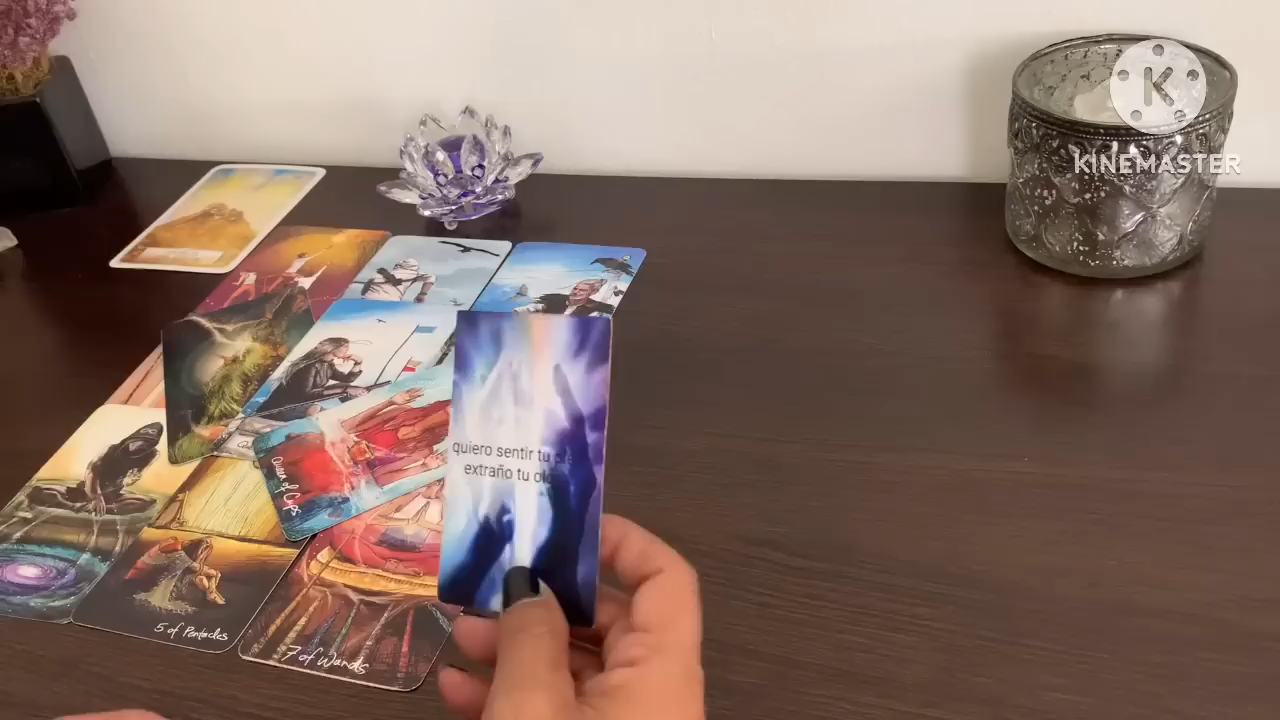 KINEMASTER
quiero sentir tu
extraño tu
Queen of Cups
5 of Pentacles
7 of Wands